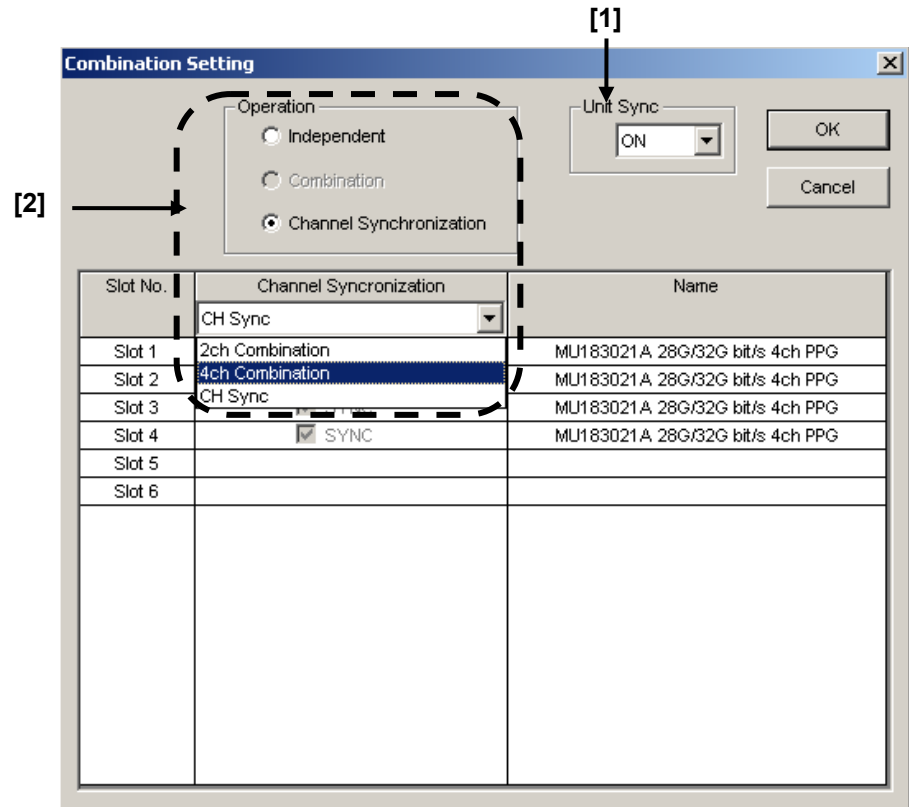 [1]
Combination Setting
Operation
Independent
Combination
Channel Synchronization
Unit Sync
ON
OK
Cancel
[2]
Slot No.
Channel Syncronization
Name
CH Sync
2ch Combination
4ch Combination
CH Sync
Slot 1 MU183021A 28G/32G bit/s 4ch PPG
Slot 2 MU183021A 28G/32G bit/s 4ch PPG
Slot 3 MU183021A 28G/32G bit/s 4ch PPG
Slot 4 SYNC MU183021A 28G/32G bit/s 4ch PPG
Slot 5
Slot 6